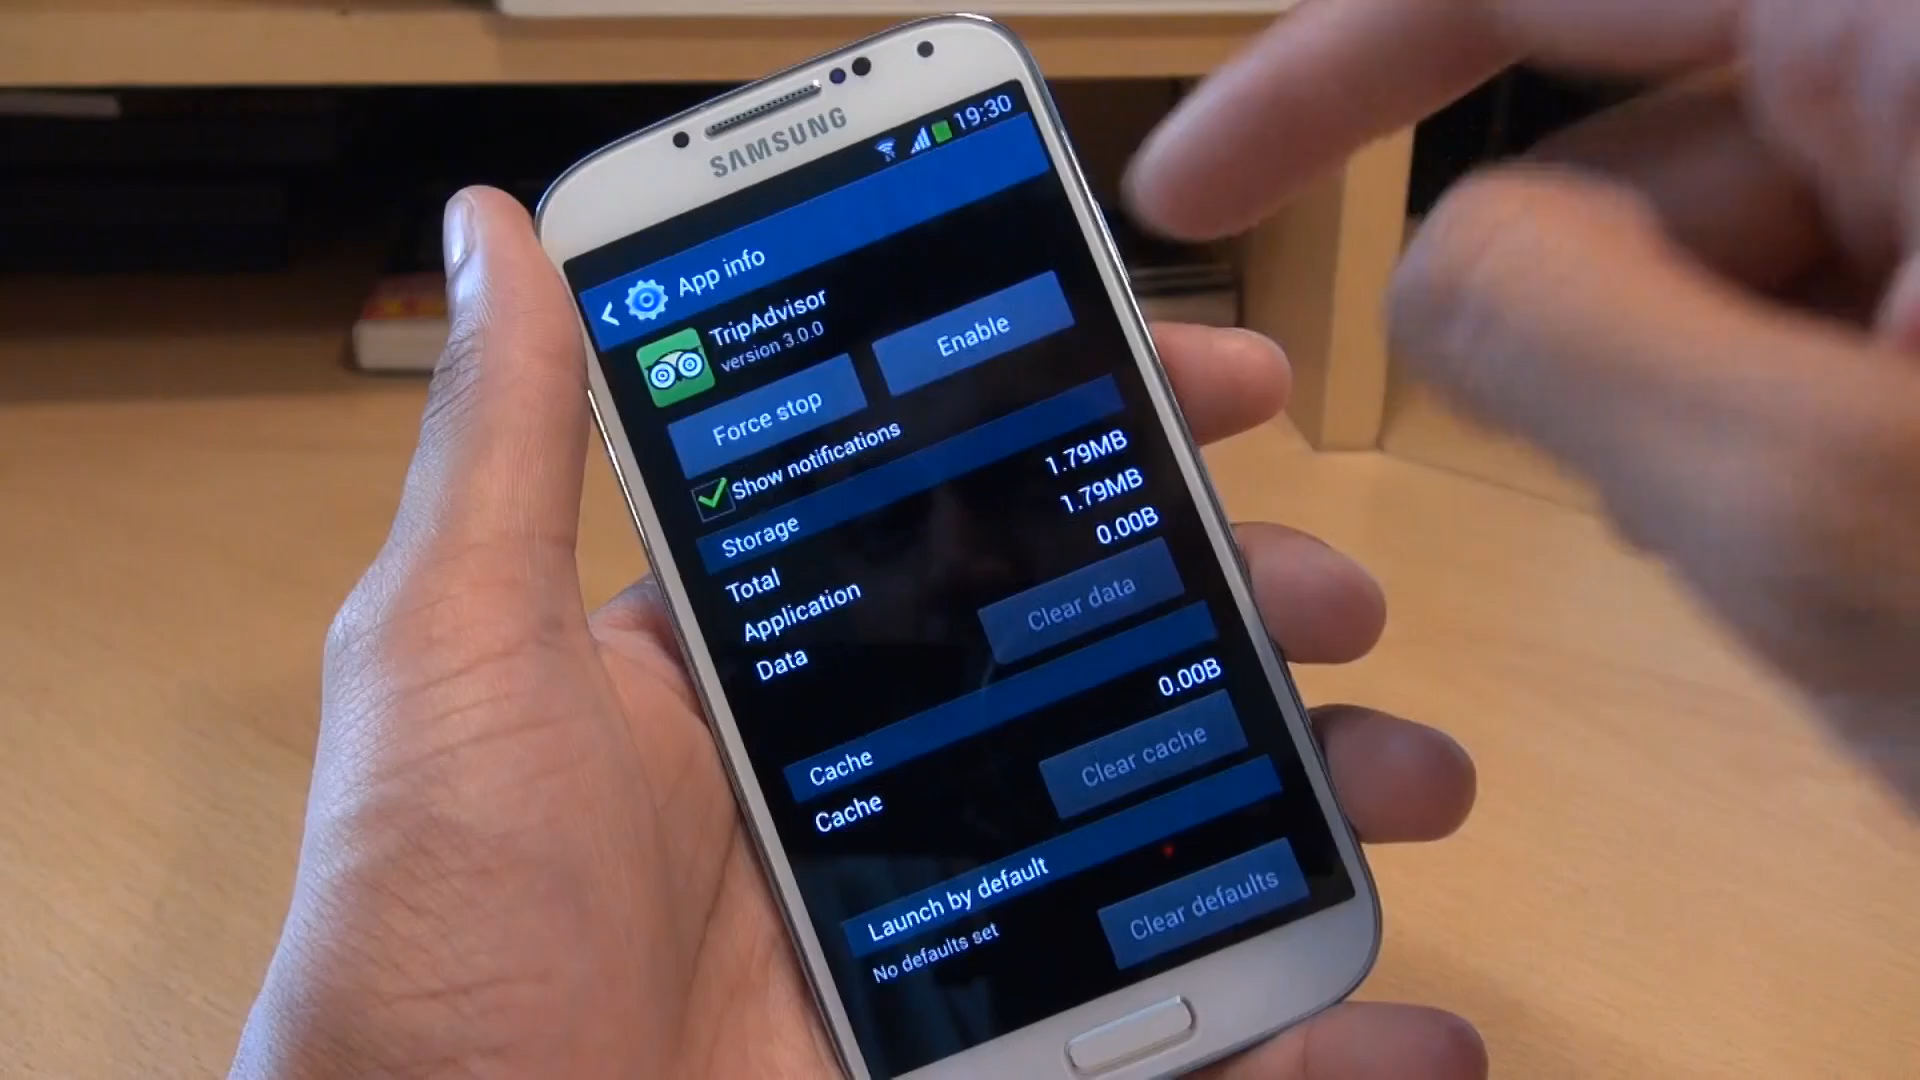 SAMSUNG
19:30
App info
TripAdvisor
version 3.0.0
Force stop
Enable
Show notifications
Storage
Total
1.79MB
Application
1.79MB
Data
0.00B
Clear data
Cache
Cache
0.00B
Clear cache
Launch by default
No defaults set
Clear defaults